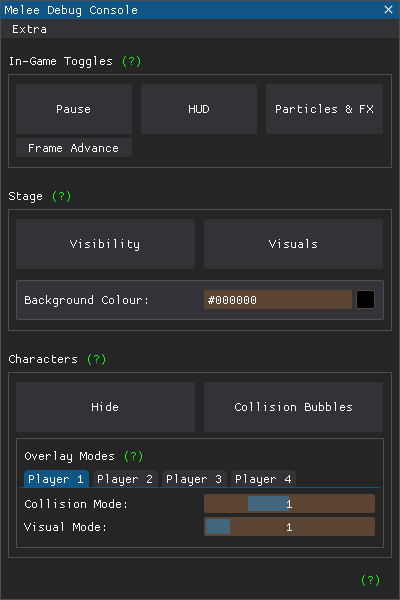 Melee Debug Console
Extra
In-Game Toggles (?)
Pause HUD Particles & FX
Frame Advance
Stage (?)
Visibility Visuals
Background Colour: #000000
Characters (?)
Hide Collision Bubbles
Overlay Modes (?)
Player 1 Player 2 Player 3 Player 4
Collision Mode: 1
Visual Mode: 1
(?)